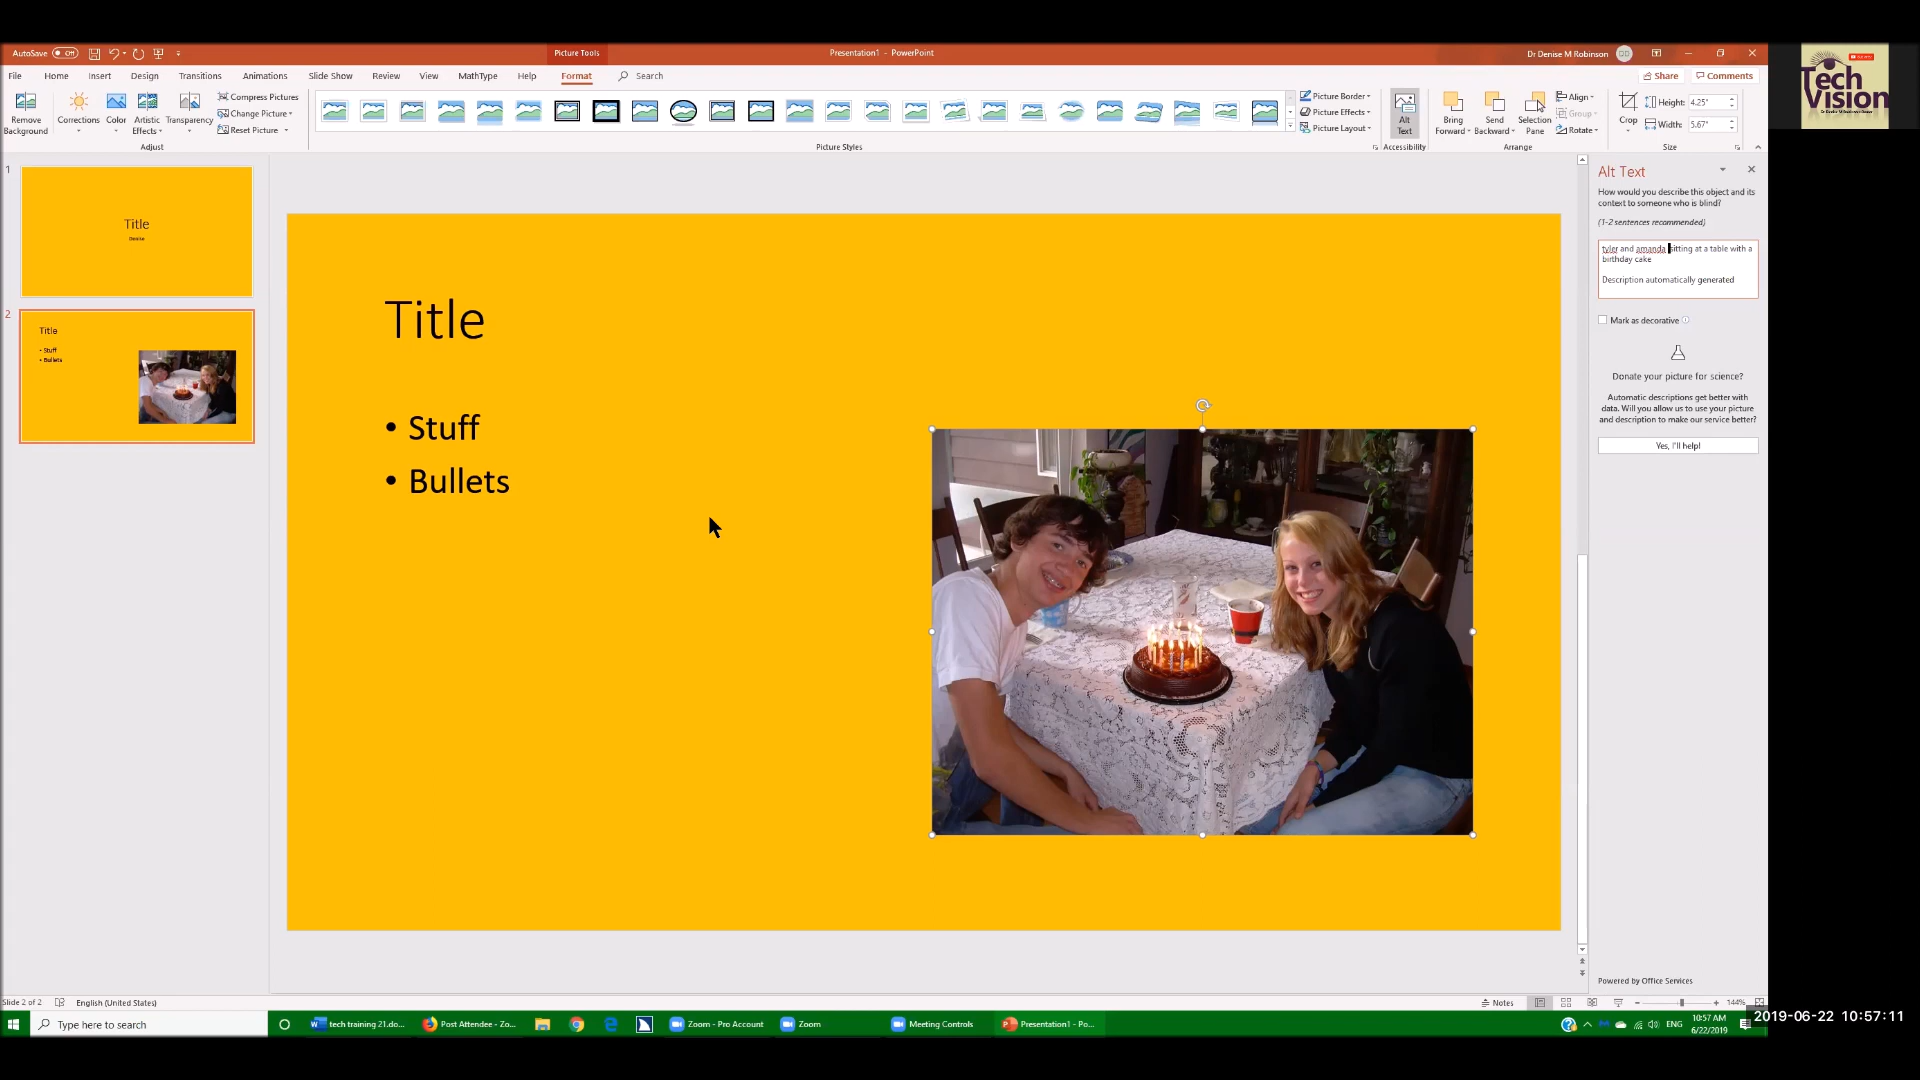 AutoSave Off
Picture Tools
Presentation1 - PowerPoint
Dr Denise M Robinson
File Home Insert Design Transitions Animations Slide Show Review View MathType Help Format Search
Share Comments
Remove Background
Corrections
Color
Artistic Effects
Transparency
Compress Pictures
Change Picture
Reset Picture
Adjust
Picture Styles
Picture Border
Picture Effects
Picture Layout
Alt Text
Accessibility
Bring Forward
Send Backward
Selection Pane
Align
Group
Rotate
Arrange
Crop
Height: 4.25"
Width: 5.67"
Size
Tech
Vision
1
Title
Denise
2
Title
• Stuff
• Bullets
Title
• Stuff
• Bullets
Alt Text
How would you describe this object and its
context to someone who is blind?
(1-2 sentences recommended)
tyler and amanda sitting at a table with a
birthday cake
Description automatically generated
Mark as decorative
Donate your picture for science?
Automatic descriptions get better with
data. Will you allow us to use your picture
and description to make our service better?
Yes, I'll help!
Powered by Office Services
Slide 2 of 2 English (United States)
Notes
144%
Type here to search
tech training 21.do...
Post Attendee - Zo...
Zoom - Pro Account
Zoom
Meeting Controls
Presentation1 - Po...
ENG
10:57 AM
6/22/2019
2019-06-22 10:57:11